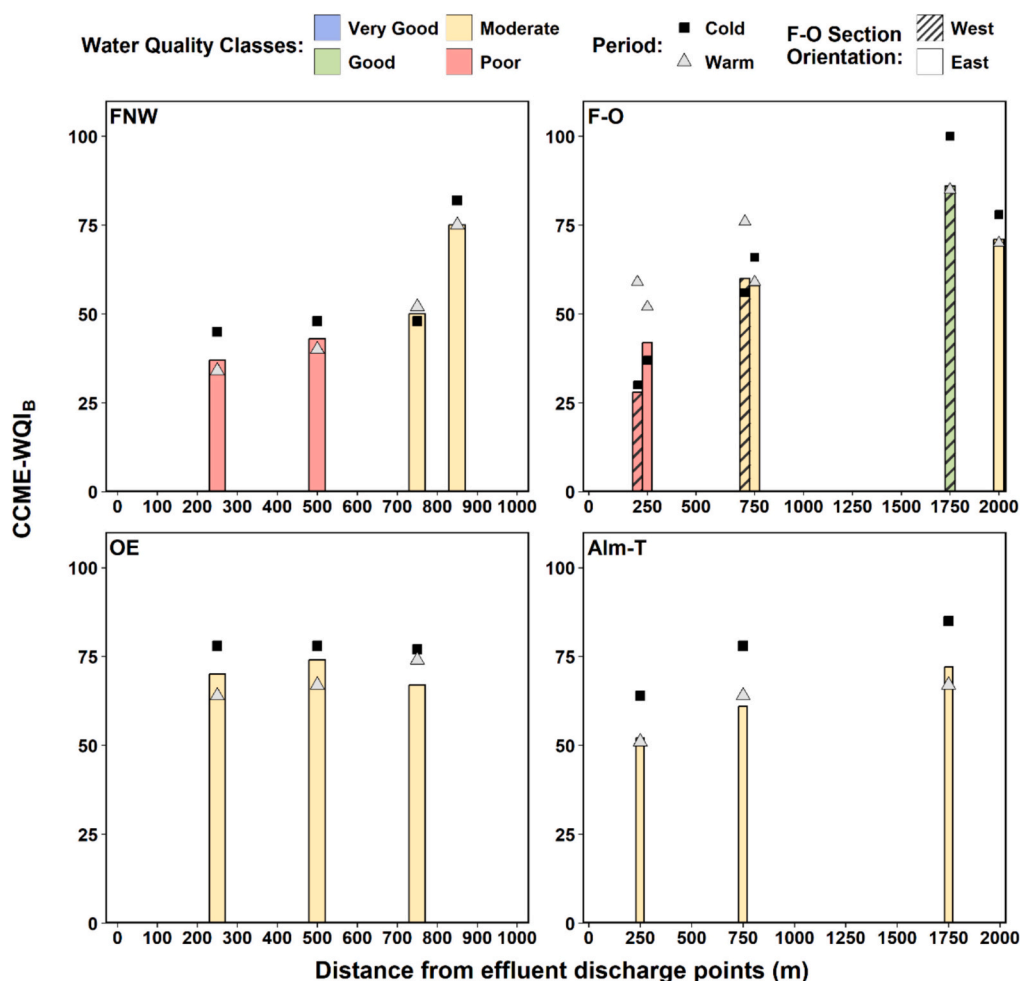 Water Quality Classes:
Very Good
Moderate
Good
Poor
Period:
Cold
Warm
F-O Section
Orientation:
West
East
CCME-WQI_B
FNW
100
75
50
25
0
0 100 200 300 400 500 600 700 800 900 1000
F-O
100
75
50
25
0
0 250 500 750 1000 1250 1500 1750 2000
OE
100
75
50
25
0
0 100 200 300 400 500 600 700 800 900 1000
Alm-T
100
75
50
25
0
0 250 500 750 1000 1250 1500 1750 2000
Distance from effluent discharge points (m)